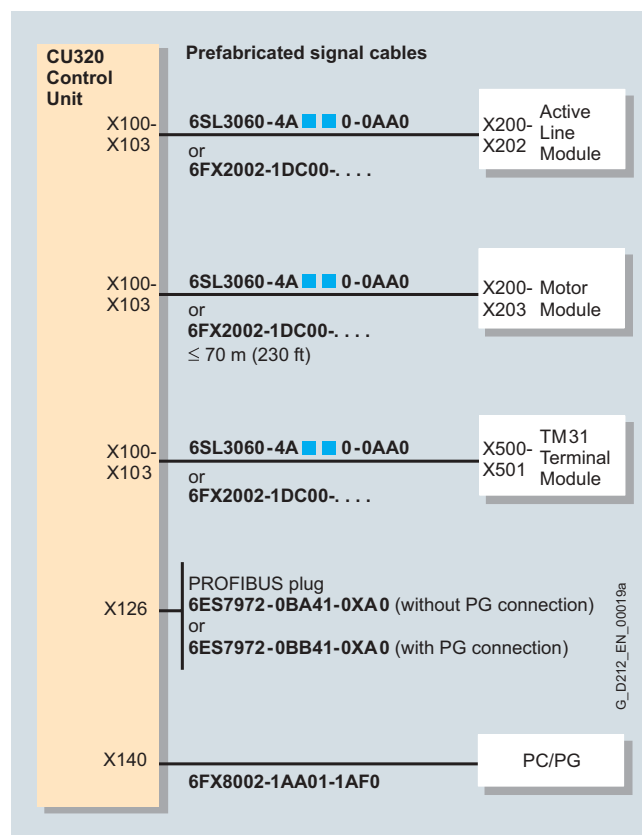 CU320
Control
Unit
Prefabricated signal cables
X100-
X103
6SL3060-4A ■ ■ 0-0AA0
or
6FX2002-1DC00-. . . .
X200-
X202
Active
Line
Module
X100-
X103
6SL3060-4A ■ ■ 0-0AA0
or
6FX2002-1DC00-. . . .
≤ 70 m (230 ft)
X200-
X203
Motor
Module
X100-
X103
6SL3060-4A ■ ■ 0-0AA0
or
6FX2002-1DC00-. . . .
X500-
X501
TM31
Terminal
Module
X126
PROFIBUS plug
6ES7972-0BA41-0XA0 (without PG connection)
or
6ES7972-0BB41-0XA0 (with PG connection)
G_D212_EN_00019a
X140
6FX8002-1AA01-1AF0
PC/PG